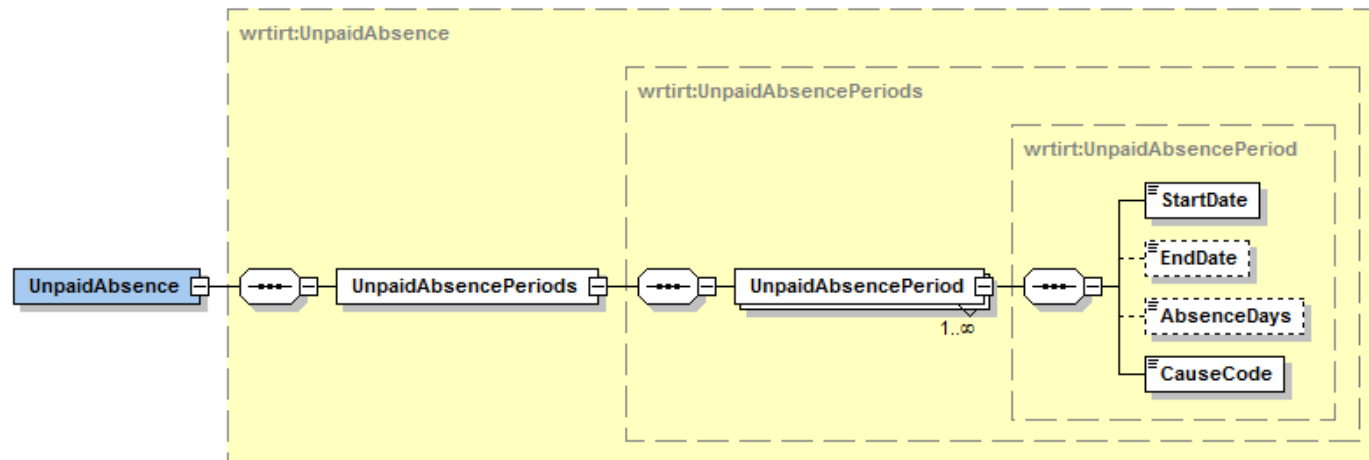 wrtirt:UnpaidAbsence
wrtirt:UnpaidAbsencePeriods
wrtirt:UnpaidAbsencePeriod
StartDate
EndDate
UnpaidAbsence
UnpaidAbsencePeriods
UnpaidAbsencePeriod
1..∞
AbsenceDays
CauseCode